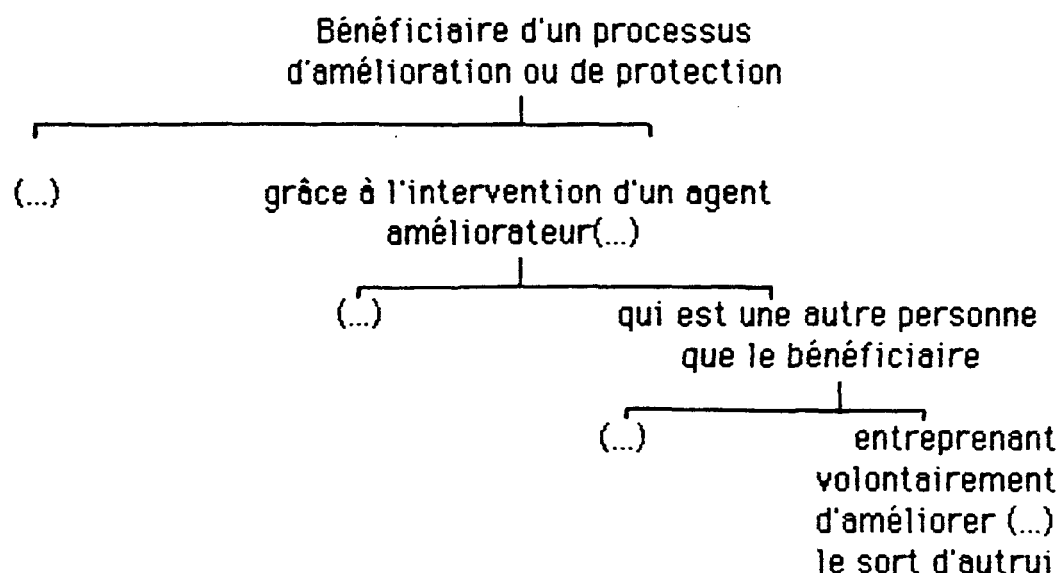 Bénéficiaire d'un processus
d'amélioration ou de protection
(...)
grâce à l'intervention d'un agent
améliorateur(...)
(...)
qui est une autre personne
que le bénéficiaire
(...)
entreprenant
volontairement
d'améliorer (...)
le sort d'autrui